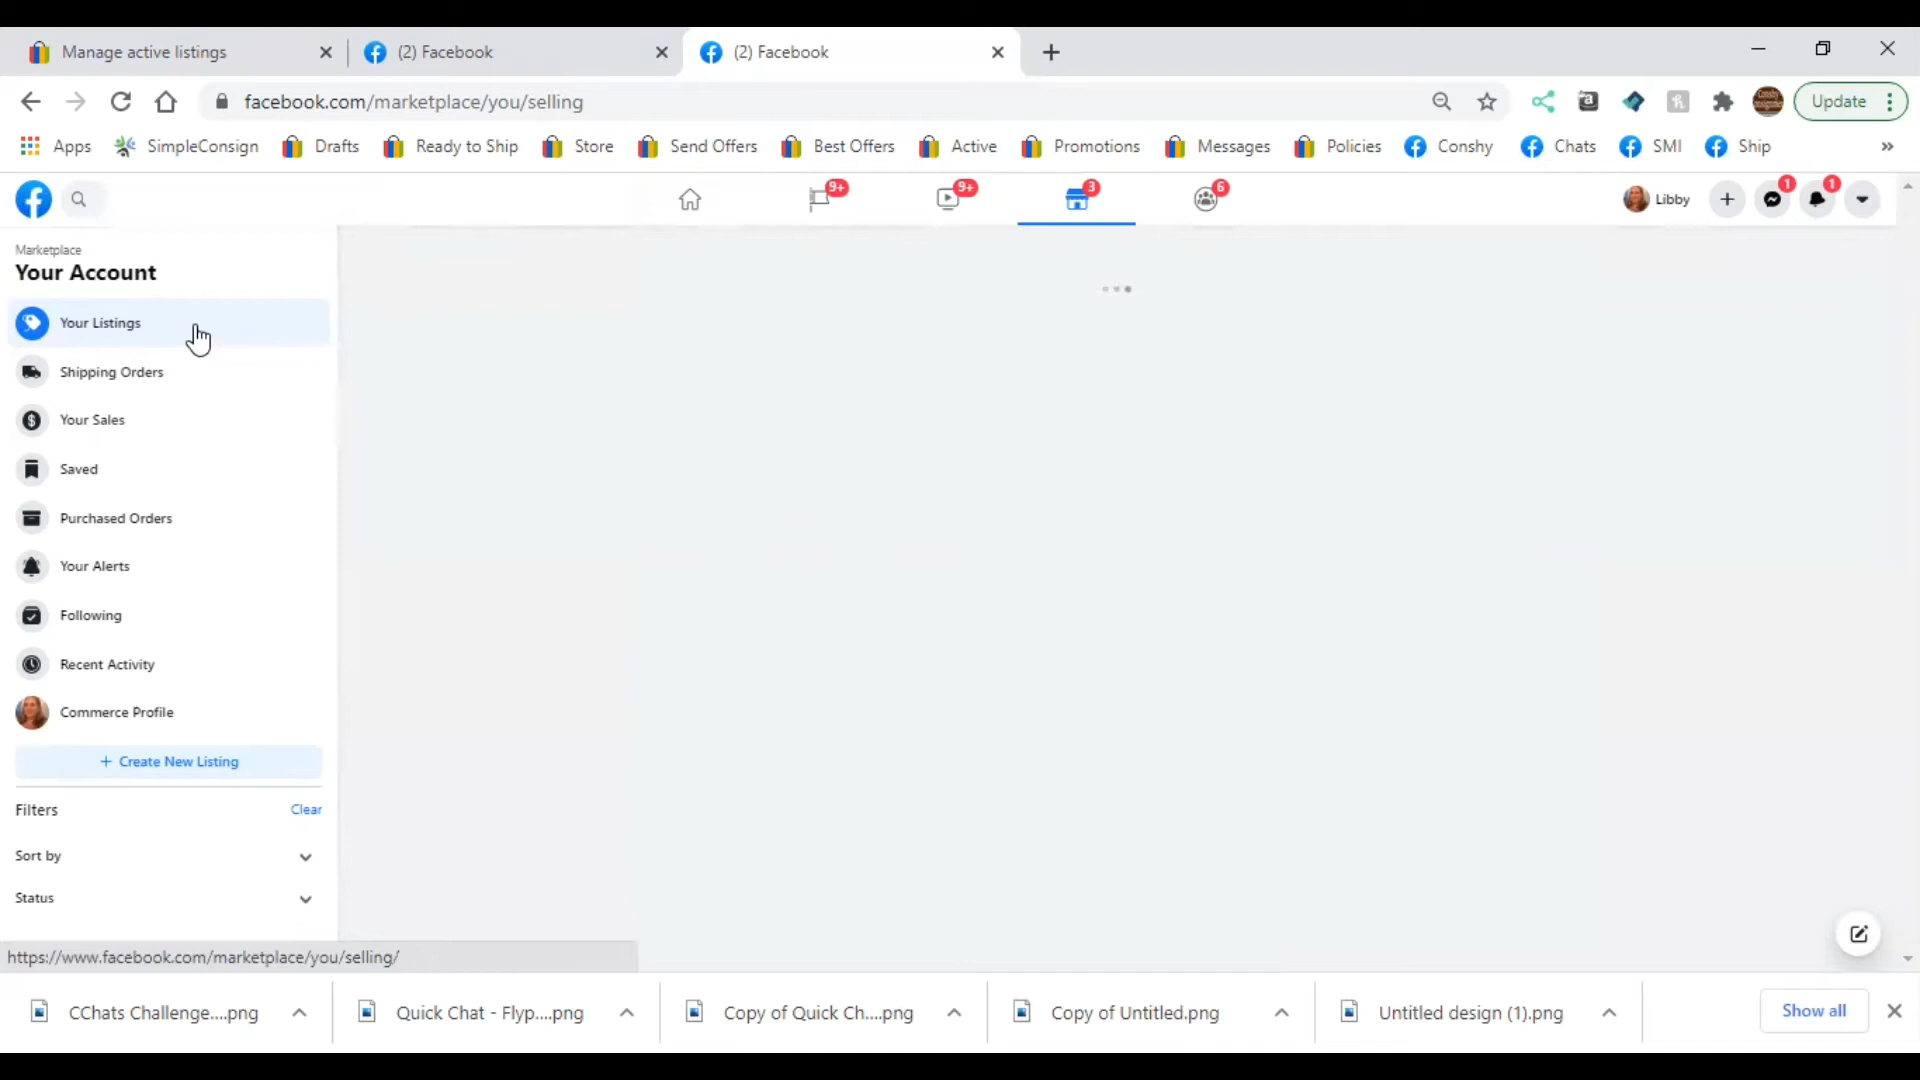 Manage active listings
(2) Facebook
(2) Facebook
facebook.com/marketplace/you/selling
Update
Apps SimpleConsign Drafts Ready to Ship Store Send Offers Best Offers Active Promotions Messages Policies Conshy Chats SMI Ship »
9+ 9+ 3 6 Libby 1 1
Marketplace
Your Account
Your Listings
Shipping Orders
Your Sales
Saved
Purchased Orders
Your Alerts
Following
Recent Activity
Commerce Profile
+ Create New Listing
Filters Clear
Sort by
Status
https://www.facebook.com/marketplace/you/selling/
CChats Challenge....png Quick Chat - Flyp....png Copy of Quick Ch....png Copy of Untitled.png Untitled design (1).png Show all